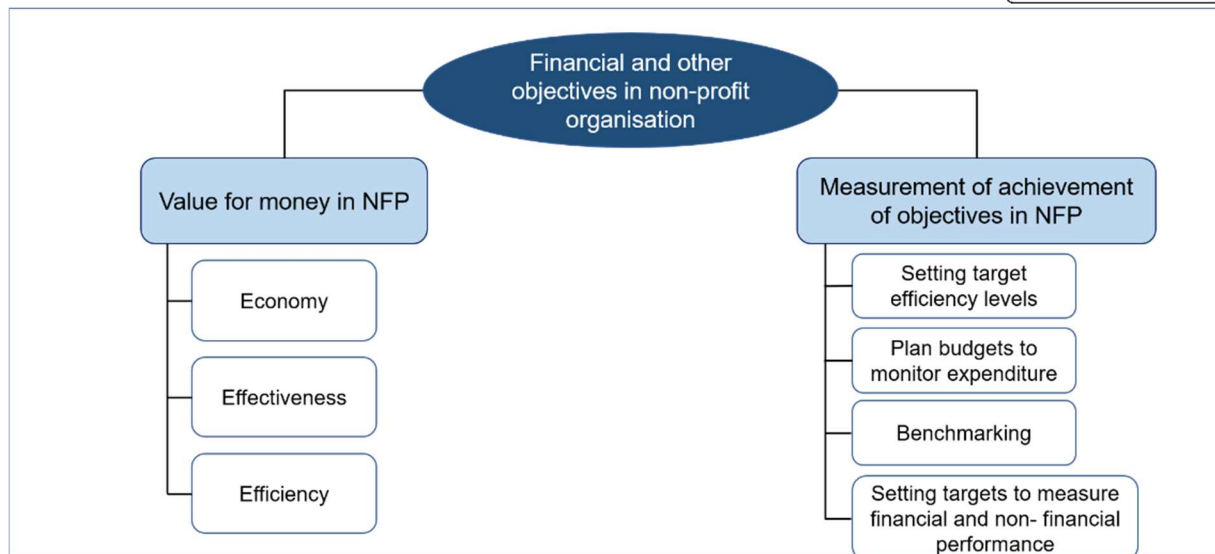 Financial and other
objectives in non-profit
organisation
Value for money in NFP
Economy
Effectiveness
Efficiency
Measurement of achievement
of objectives in NFP
Setting target
efficiency levels
Plan budgets to
monitor expenditure
Benchmarking
Setting targets to measure
financial and non- financial
performance